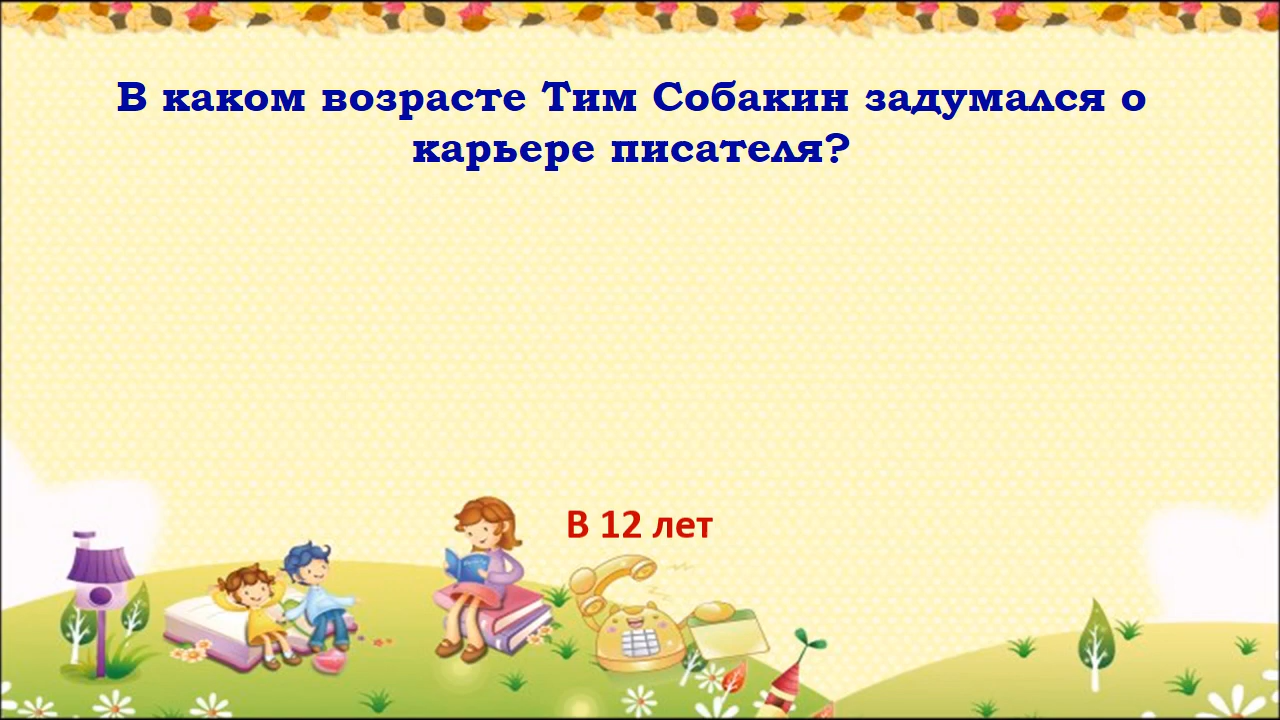 В каком возрасте Тим Собакин задумался о
карьере писателя?
В 12 лет